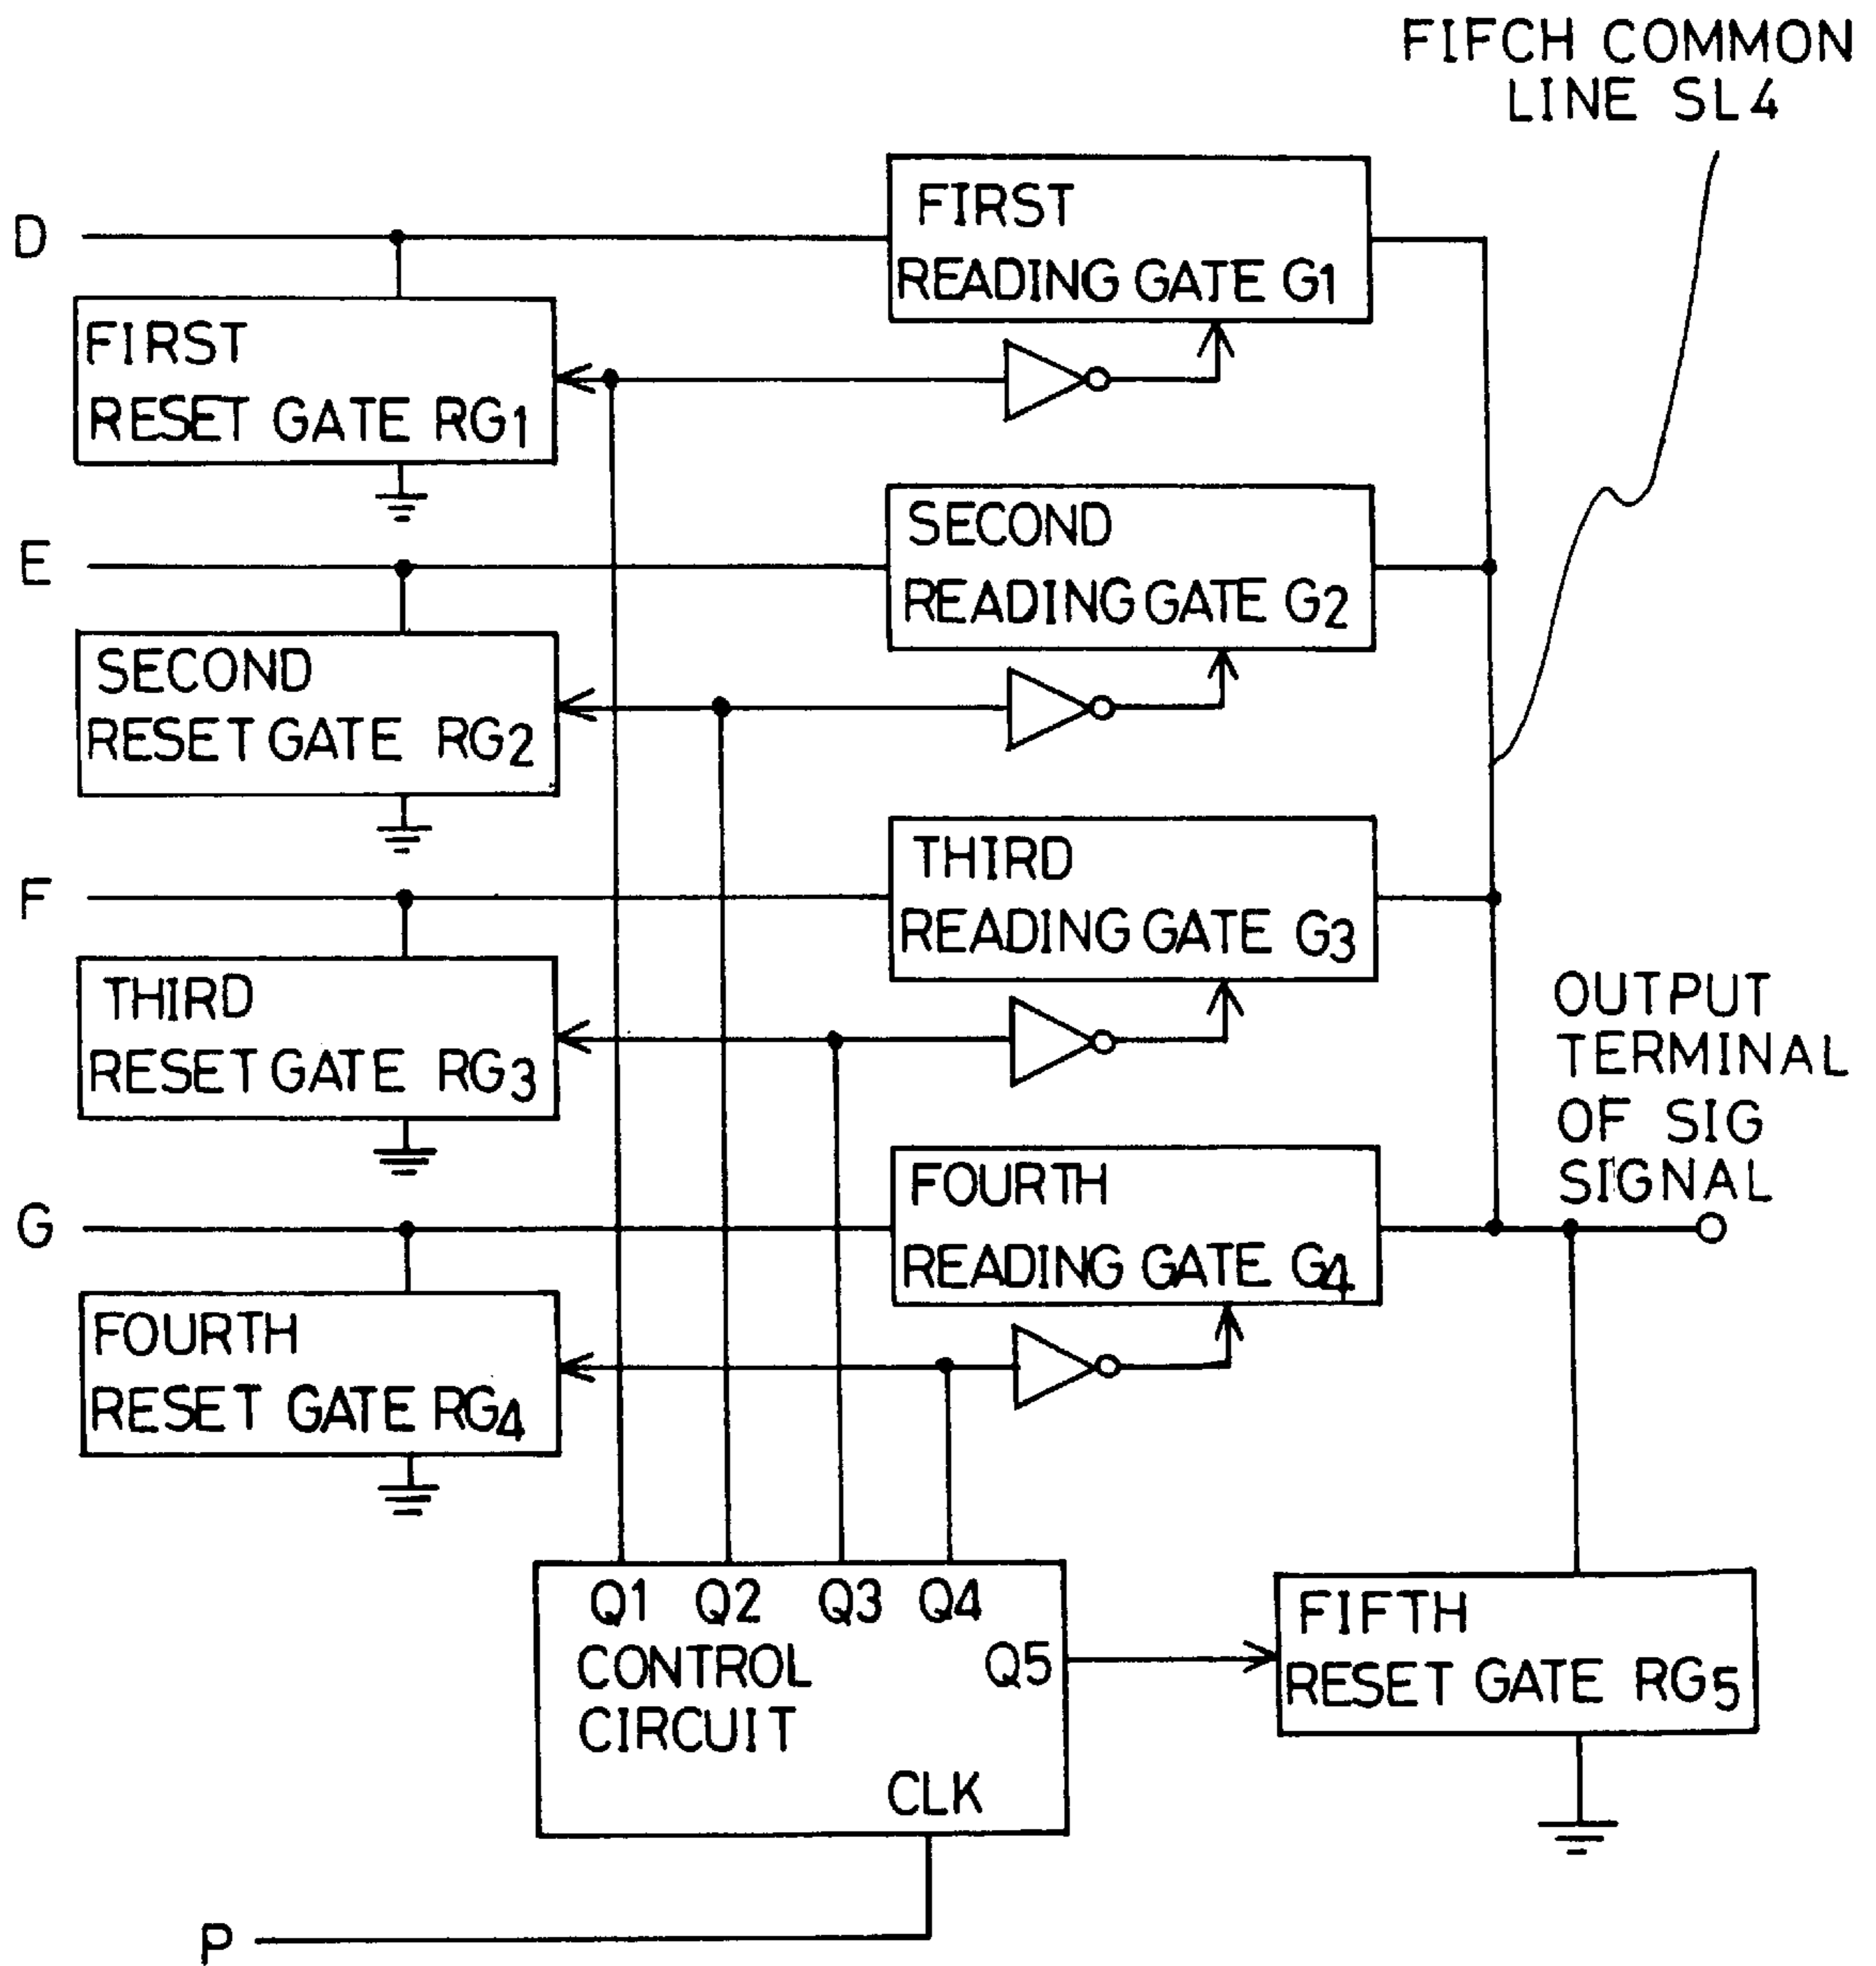 FIFCH COMMON
LINE SL4
D
FIRST
READING GATE G1
FIRST
RESET GATE RG1
E
SECOND
READING GATE G2
SECOND
RESET GATE RG2
F
THIRD
READING GATE G3
THIRD
RESET GATE RG3
OUTPUT
TERMINAL
OF SIG
SIGNAL
G
FOURTH
READING GATE G4
FOURTH
RESET GATE RG4
Q1 Q2 Q3 Q4
Q5
CONTROL
CIRCUIT
CLK
FIFTH
RESET GATE RG5
P